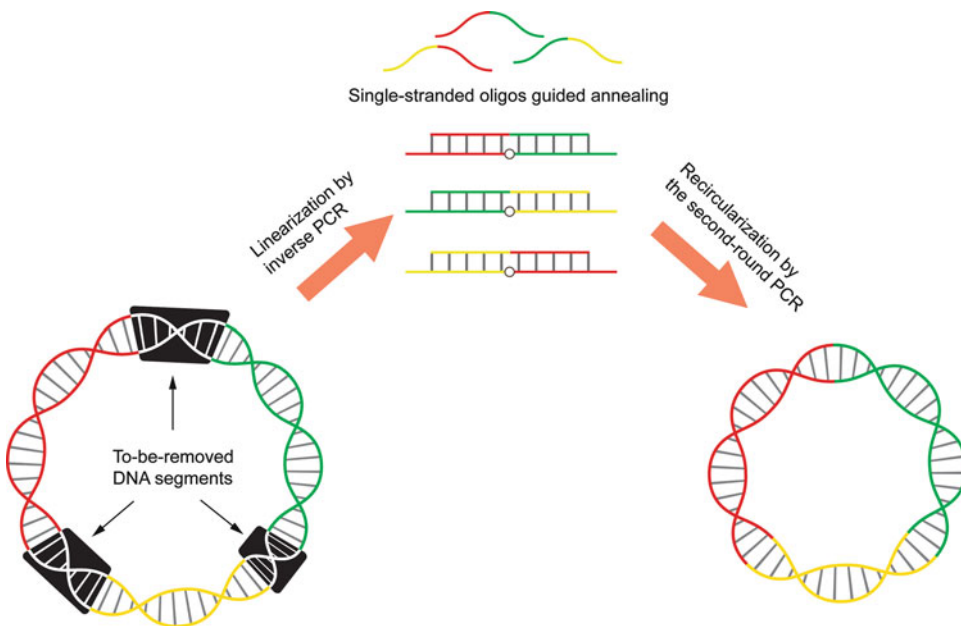 Single-stranded oligos guided annealing
Linearization by
inverse PCR
Recircularization by
the second-round PCR
To-be-removed
DNA segments